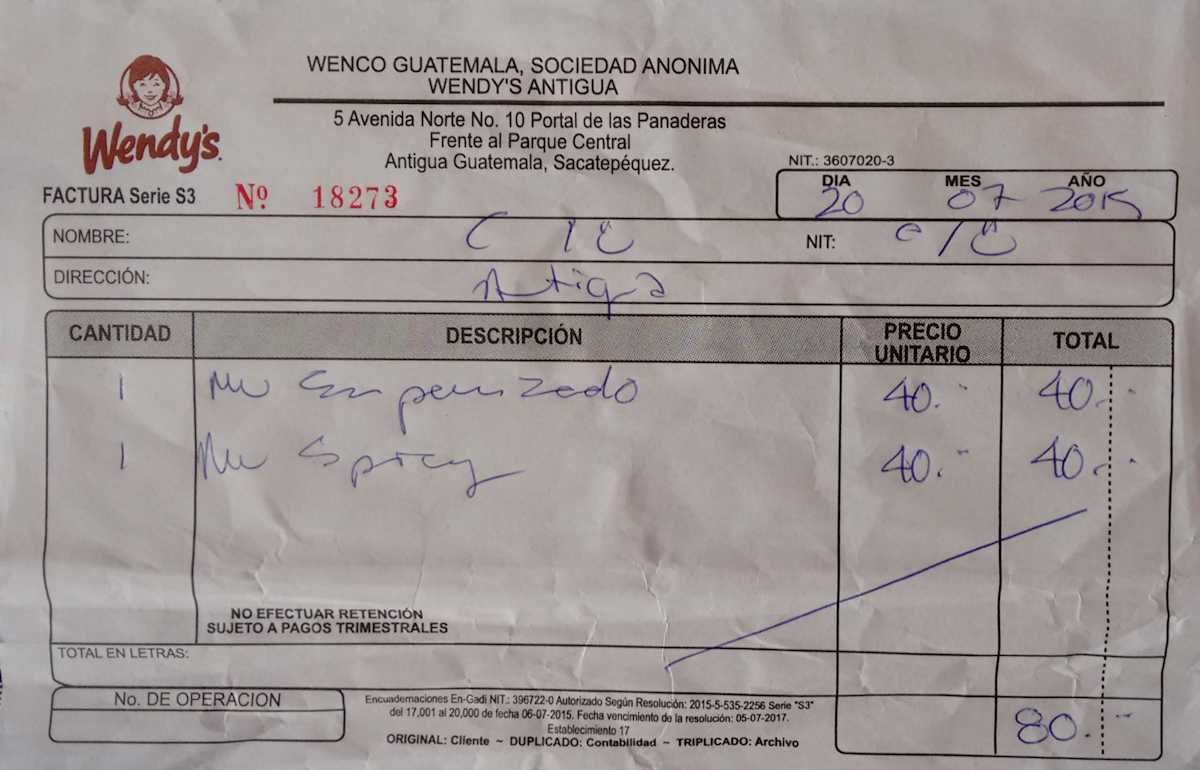 WENCO GUATEMALA, SOCIEDAD ANONIMA
WENDY'S ANTIGUA
Wendy's
5 Avenida Norte No. 10 Portal de las Panaderas
Frente al Parque Central
Antigua Guatemala, Sacatepéquez.
NIT.: 3607020-3
FACTURA Serie S3 Nº 18273
DIA MES AÑO
20 07 2015
NOMBRE: NIT:
DIRECCIÓN: Antigua
CANTIDAD DESCRIPCIÓN PRECIO UNITARIO TOTAL
1 Empanizado 40.- 40.-
1 Spicy 40.- 40.-
NO EFECTUAR RETENCIÓN
SUJETO A PAGOS TRIMESTRALES
TOTAL EN LETRAS:
No. DE OPERACION
Encuadernaciones En-Gadi NIT.: 396722-0 Autorizado Según Resolución: 2015-5-535-2256 Serie "S3"
del 17,001 al 20,000 de fecha 06-07-2015. Fecha vencimiento de la resolución: 05-07-2017.
Establecimiento 17
ORIGINAL: Cliente ~ DUPLICADO: Contabilidad ~ TRIPLICADO: Archivo
80.-